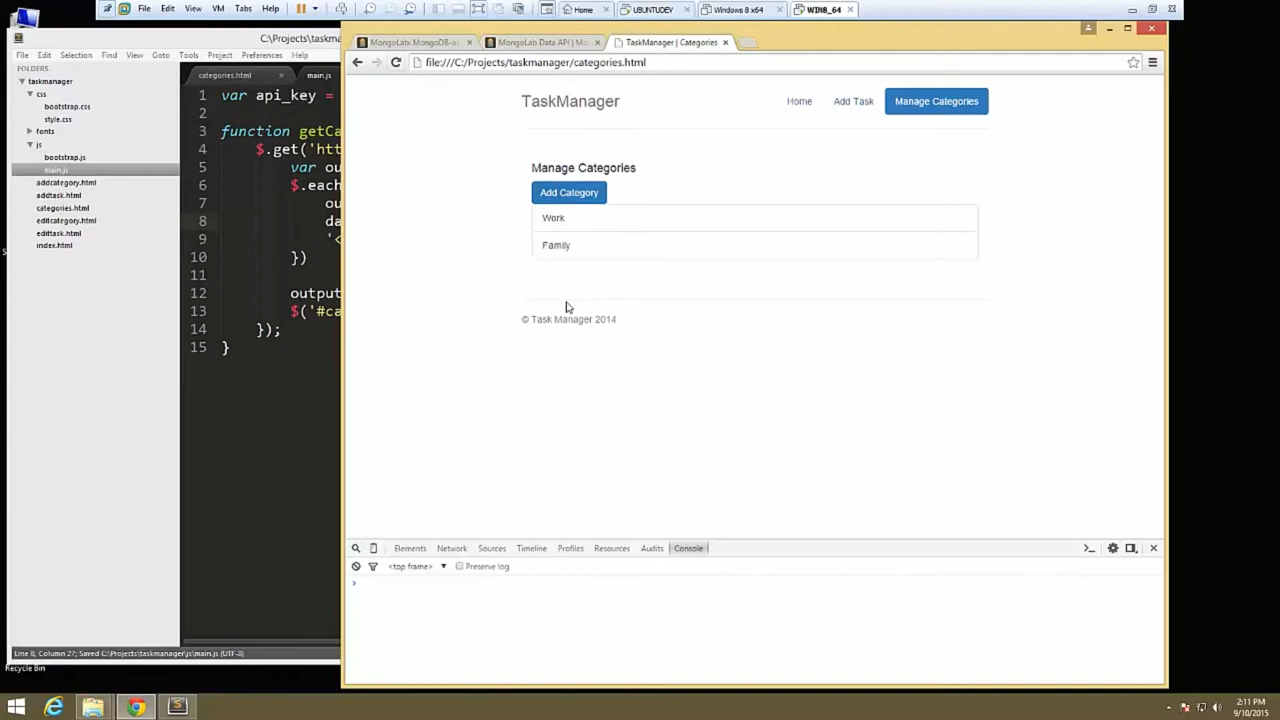 File Edit View VM Tabs Help
Home
UBUNTUDEV
Windows 8 x64
WIN8_64
C:\Projects\taskma
File Edit Selection Find View Goto Tools Project Preferences Help
MongoLab: MongoDB-as
MongoLab Data API | Mo
TaskManager | Categories
file:///C:/Projects/taskmanager/categories.html
FOLDERS
taskmanager
css
bootstrap.css
style.css
fonts
js
bootstrap.js
main.js
addcategory.html
addtask.html
categories.html
editcategory.html
edittask.html
index.html
categories.html
main.js
1 var api_key =
2
3 function getCa
4 $.get('htt
5 var ou
6 $.each
7 ou
8 da
9 '<
10 })
11
12 output
13 $('#ca
14 });
15 }
Line 8, Column 27; Saved C:\Projects\taskmanager\js\main.js (UTF-8)
TaskManager
Home
Add Task
Manage Categories
Manage Categories
Add Category
Work
Family
© Task Manager 2014
Elements Network Sources Timeline Profiles Resources Audits Console
<top frame>
Preserve log
Recycle Bin
2:11 PM
9/10/2015